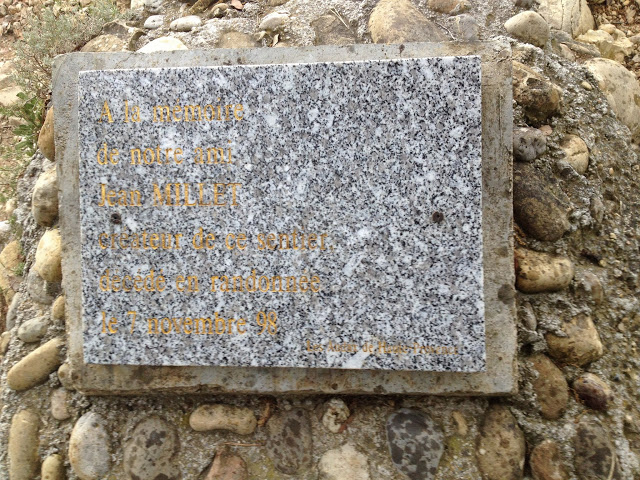 A la mémoire
de notre ami
Jean MILLET
créateur de ce sentier,
décédé en randonnée
le 7 novembre 98